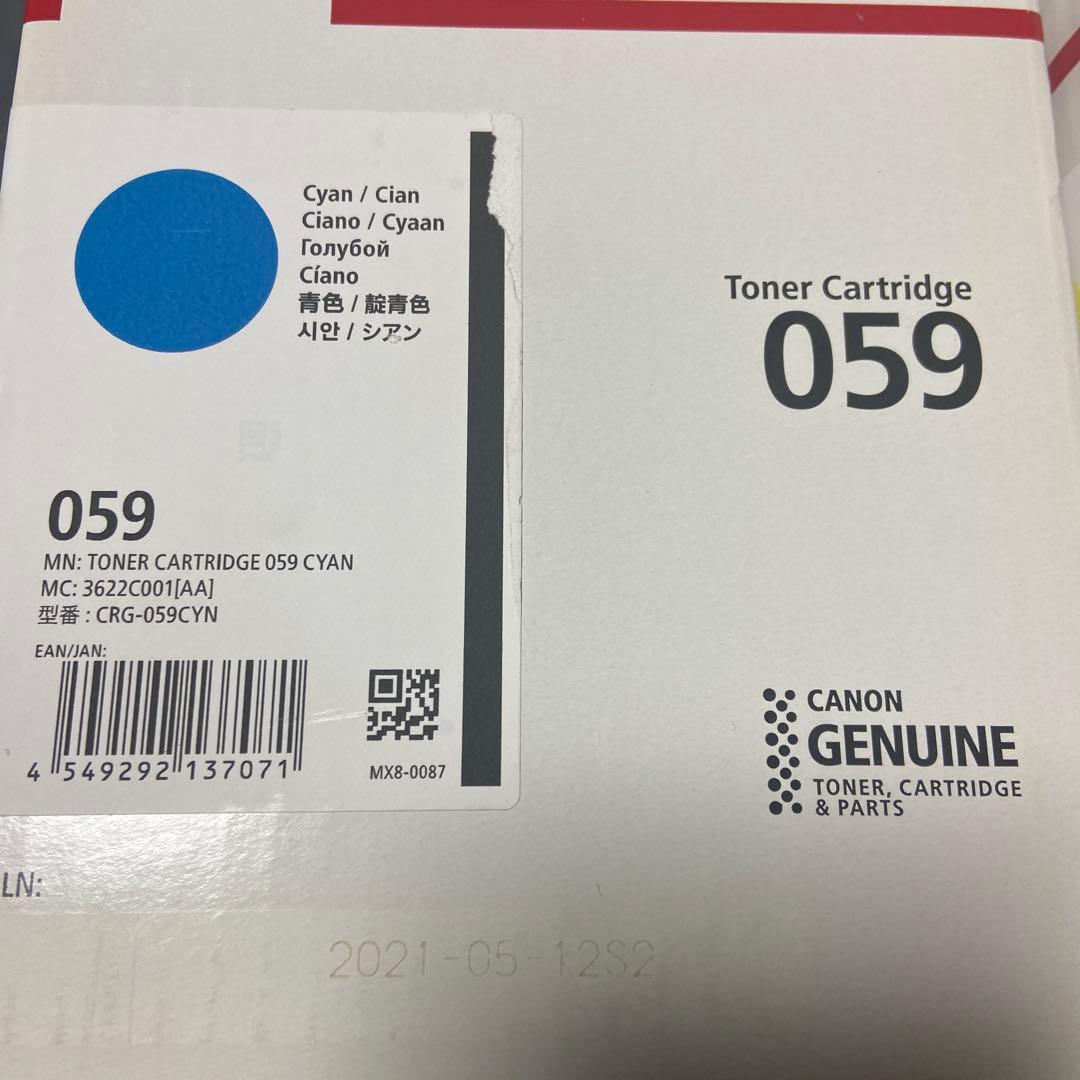 Cyan / Cian
Ciano / Cyaan
Голубой
Cíano
青色 / 靛青色
시안 / シアン
Toner Cartridge
059
059
MN: TONER CARTRIDGE 059 CYAN
MC: 3622C001[AA]
型番 : CRG-059CYN
EAN/JAN:
4 549292 137071
MX8-0087
CANON
GENUINE
TONER, CARTRIDGE
& PARTS
LN:
2021-05-12S2